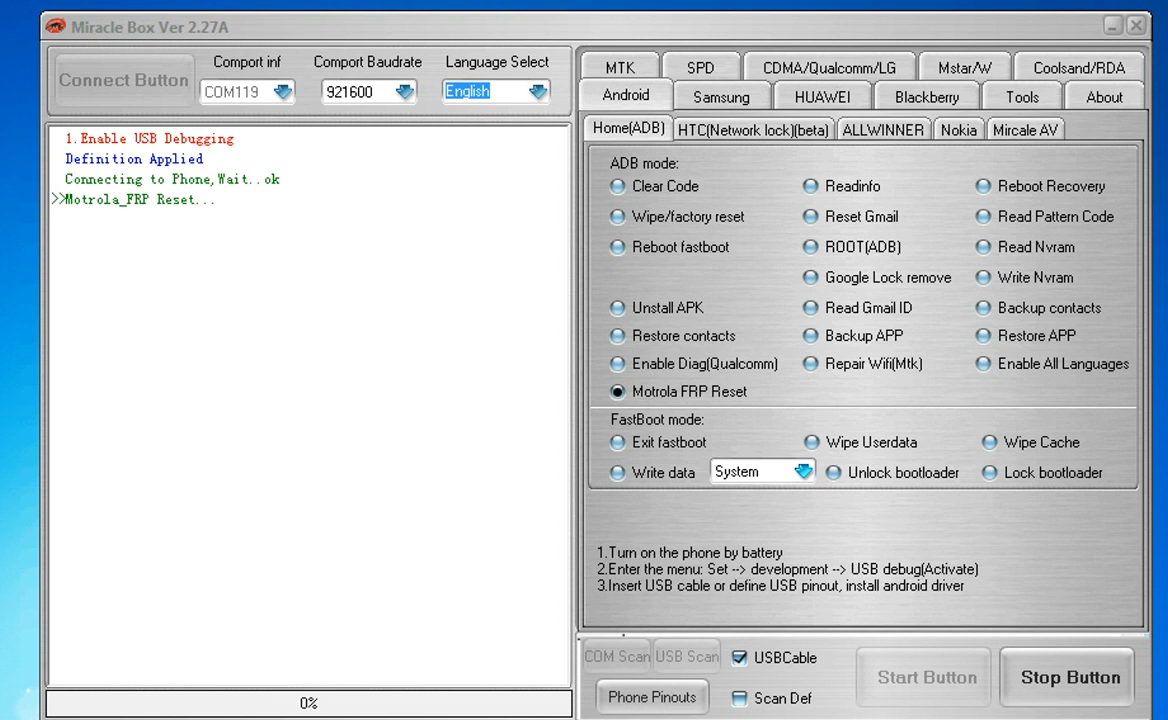 Miracle Box Ver 2.27A
Connect Button
Comport inf
COM119
Comport Baudrate
921600
Language Select
English
1.Enable USB Debugging
Definition Applied
Connecting to Phone,Wait..ok
>>Motrola_FRP Reset...
0%
MTK SPD CDMA/Qualcomm/LG Mstar/W Coolsand/RDA
Android Samsung HUAWEI Blackberry Tools About
Home(ADB) HTC(Network lock)(beta) ALLWINNER Nokia Mircale AV
ADB mode:
Clear Code Readinfo Reboot Recovery
Wipe/factory reset Reset Gmail Read Pattern Code
Reboot fastboot ROOT(ADB) Read Nvram
Google Lock remove Write Nvram
Unstall APK Read Gmail ID Backup contacts
Restore contacts Backup APP Restore APP
Enable Diag(Qualcomm) Repair Wifi(Mtk) Enable All Languages
Motrola FRP Reset
FastBoot mode:
Exit fastboot Wipe Userdata Wipe Cache
Write data System Unlock bootloader Lock bootloader
1.Turn on the phone by battery
2.Enter the menu: Set --> development --> USB debug(Activate)
3.Insert USB cable or define USB pinout, install android driver
COM Scan USB Scan USBCable
Phone Pinouts Scan Def
Start Button Stop Button